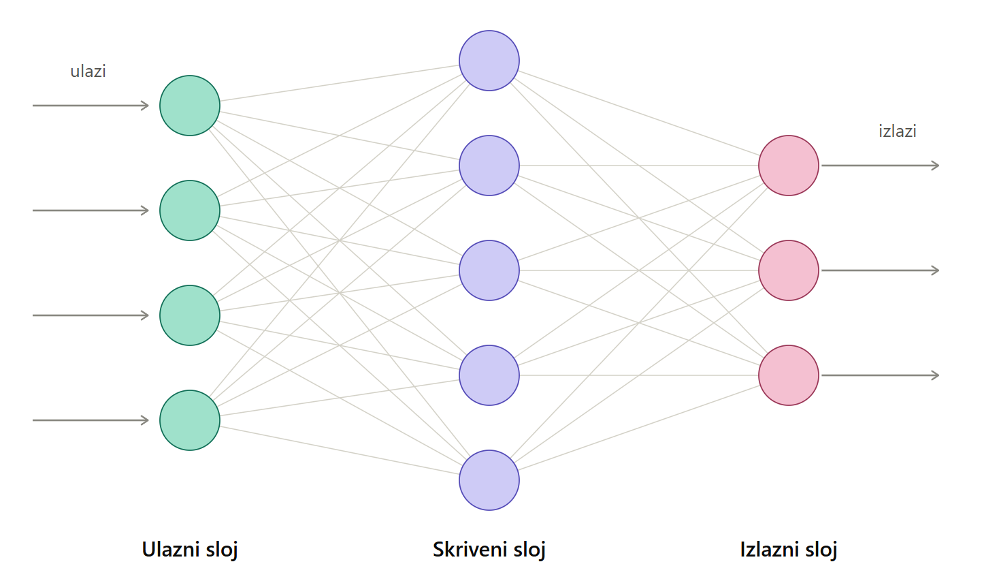 ulazi
izlazi
Ulazni sloj
Skriveni sloj
Izlazni sloj